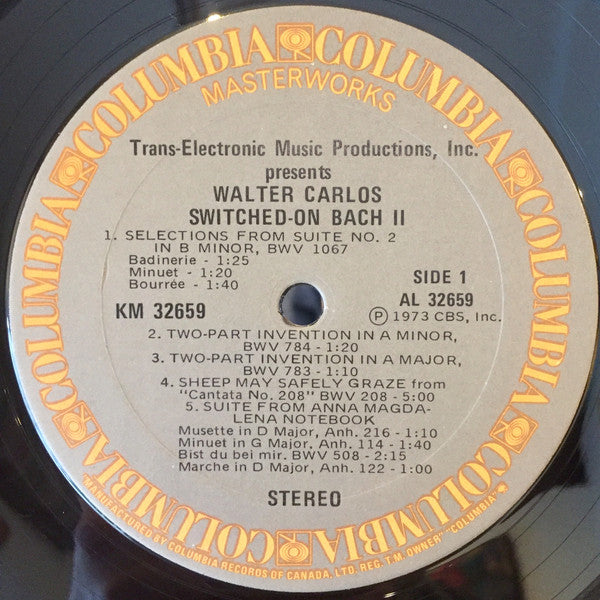 COLUMBIA COLUMBIA COLUMBIA COLUMBIA COLUMBIA COLUMBIA
MASTERWORKS
Trans-Electronic Music Productions, Inc.
presents
WALTER CARLOS
SWITCHED-ON BACH II
1. SELECTIONS FROM SUITE NO. 2
IN B MINOR, BWV 1067
Badinerie - 1:25
Minuet - 1:20
Bourrée - 1:40
SIDE 1
KM 32659
AL 32659
Ⓟ 1973 CBS, Inc.
2. TWO-PART INVENTION IN A MINOR,
BWV 784 - 1:20
3. TWO-PART INVENTION IN A MAJOR,
BWV 783 - 1:10
4. SHEEP MAY SAFELY GRAZE from
"Cantata No. 208" BWV 208 - 5:00
5. SUITE FROM ANNA MAGDA-
LENA NOTEBOOK
Musette in D Major, Anh. 216 - 1:10
Minuet in G Major, Anh. 114 - 1:40
Bist du bei mir. BWV 508 - 2:15
Marche in D Major, Anh. 122 - 1:00
STEREO
"MANUFACTURED BY COLUMBIA RECORDS OF CANADA, LTD. REG. T.M. OWNER" "COLUMBIA"